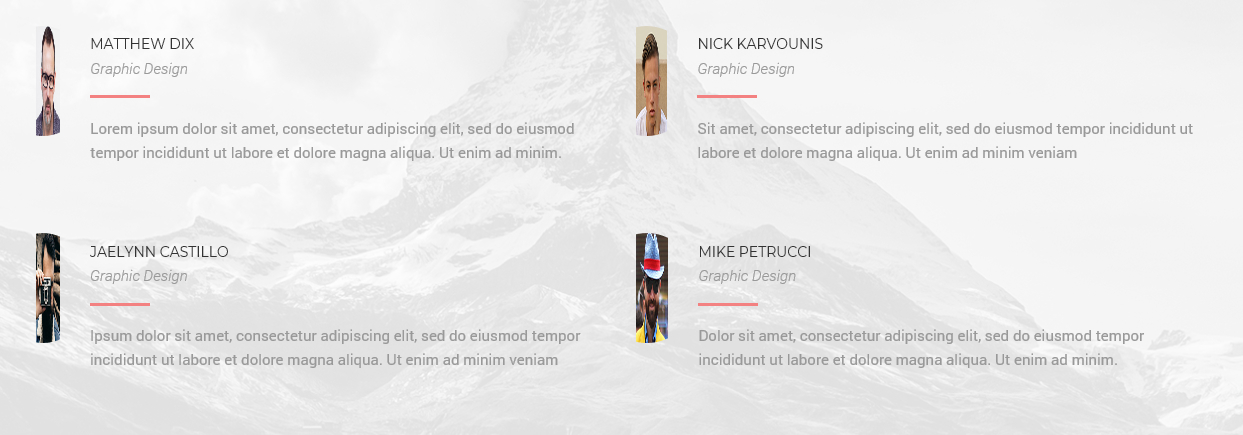 MATTHEW DIX
Graphic Design
Lorem ipsum dolor sit amet, consectetur adipiscing elit, sed do eiusmod
tempor incididunt ut labore et dolore magna aliqua. Ut enim ad minim.
NICK KARVOUNIS
Graphic Design
Sit amet, consectetur adipiscing elit, sed do eiusmod tempor incididunt ut
labore et dolore magna aliqua. Ut enim ad minim veniam
JAELYNN CASTILLO
Graphic Design
Ipsum dolor sit amet, consectetur adipiscing elit, sed do eiusmod tempor
incididunt ut labore et dolore magna aliqua. Ut enim ad minim veniam
MIKE PETRUCCI
Graphic Design
Dolor sit amet, consectetur adipiscing elit, sed do eiusmod tempor
incididunt ut labore et dolore magna aliqua. Ut enim ad minim.